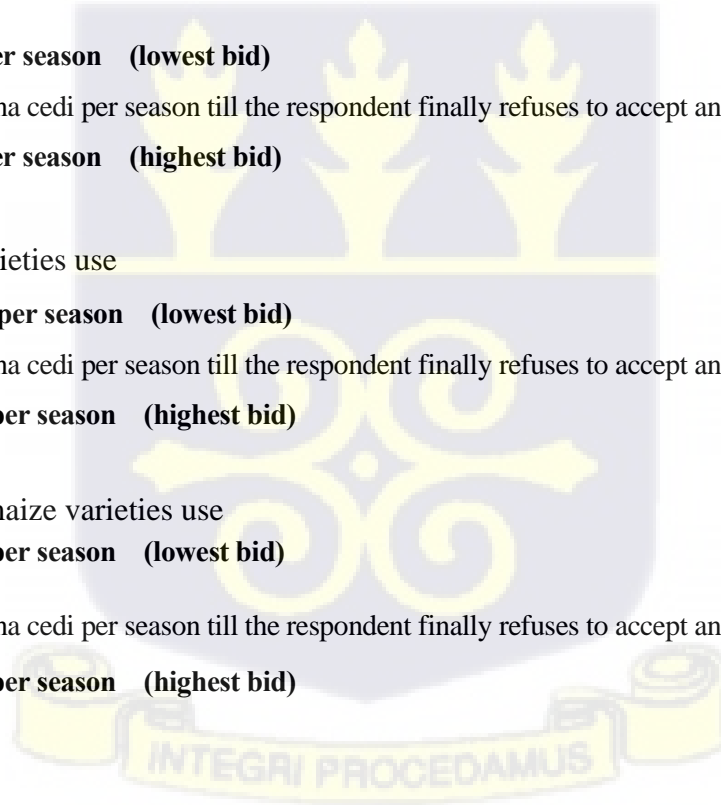 er season (lowest bid)
na cedi per season till the respondent finally refuses to accept an
er season (highest bid)
ieties use
per season (lowest bid)
na cedi per season till the respondent finally refuses to accept an
per season (highest bid)
naize varieties use
per season (lowest bid)
na cedi per season till the respondent finally refuses to accept an
per season (highest bid)
INTEGRI PROCEDAMUS